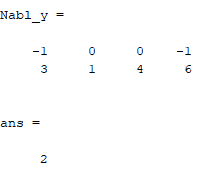 Nabl_y =
-1 0 0 -1
3 1 4 6
ans =
2